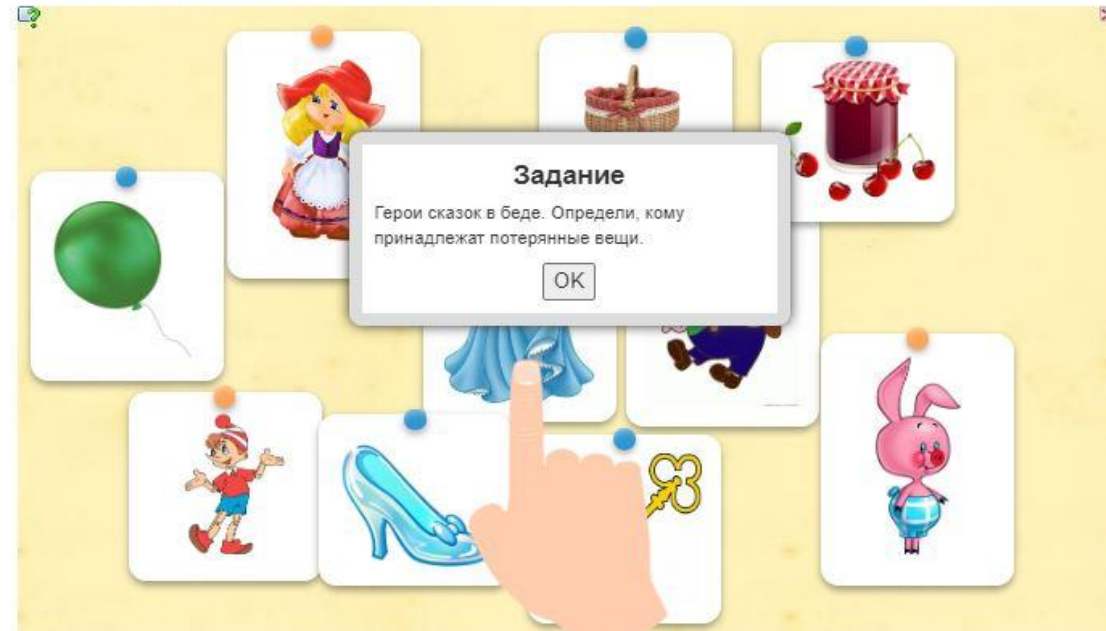 Задание
Герои сказок в беде. Определи, кому
принадлежат потерянные вещи.
OK